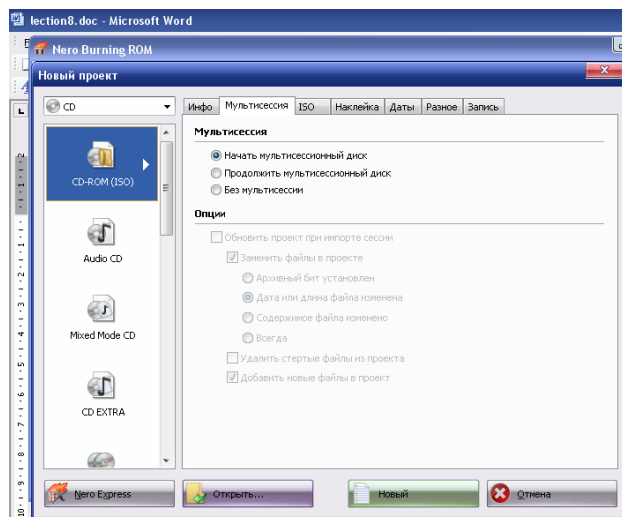 lection8.doc - Microsoft Word
Nero Burning ROM
Новый проект
CD
Инфо Мультисессия ISO Наклейка Даты Разное Запись
Мультисессия
Начать мультисессионный диск
Продолжить мультисессионный диск
Без мультисессии
Опции
Обновить проект при импорте сессии
Заменить файлы в проекте
Архивный бит установлен
Дата или длина файла изменена
Содержимое файла изменено
Всегда
Удалить стертые файлы из проекта
Добавить новые файлы в проект
CD-ROM (ISO)
Audio CD
Mixed Mode CD
CD EXTRA
Nero Express
Открыть...
Новый
Отмена